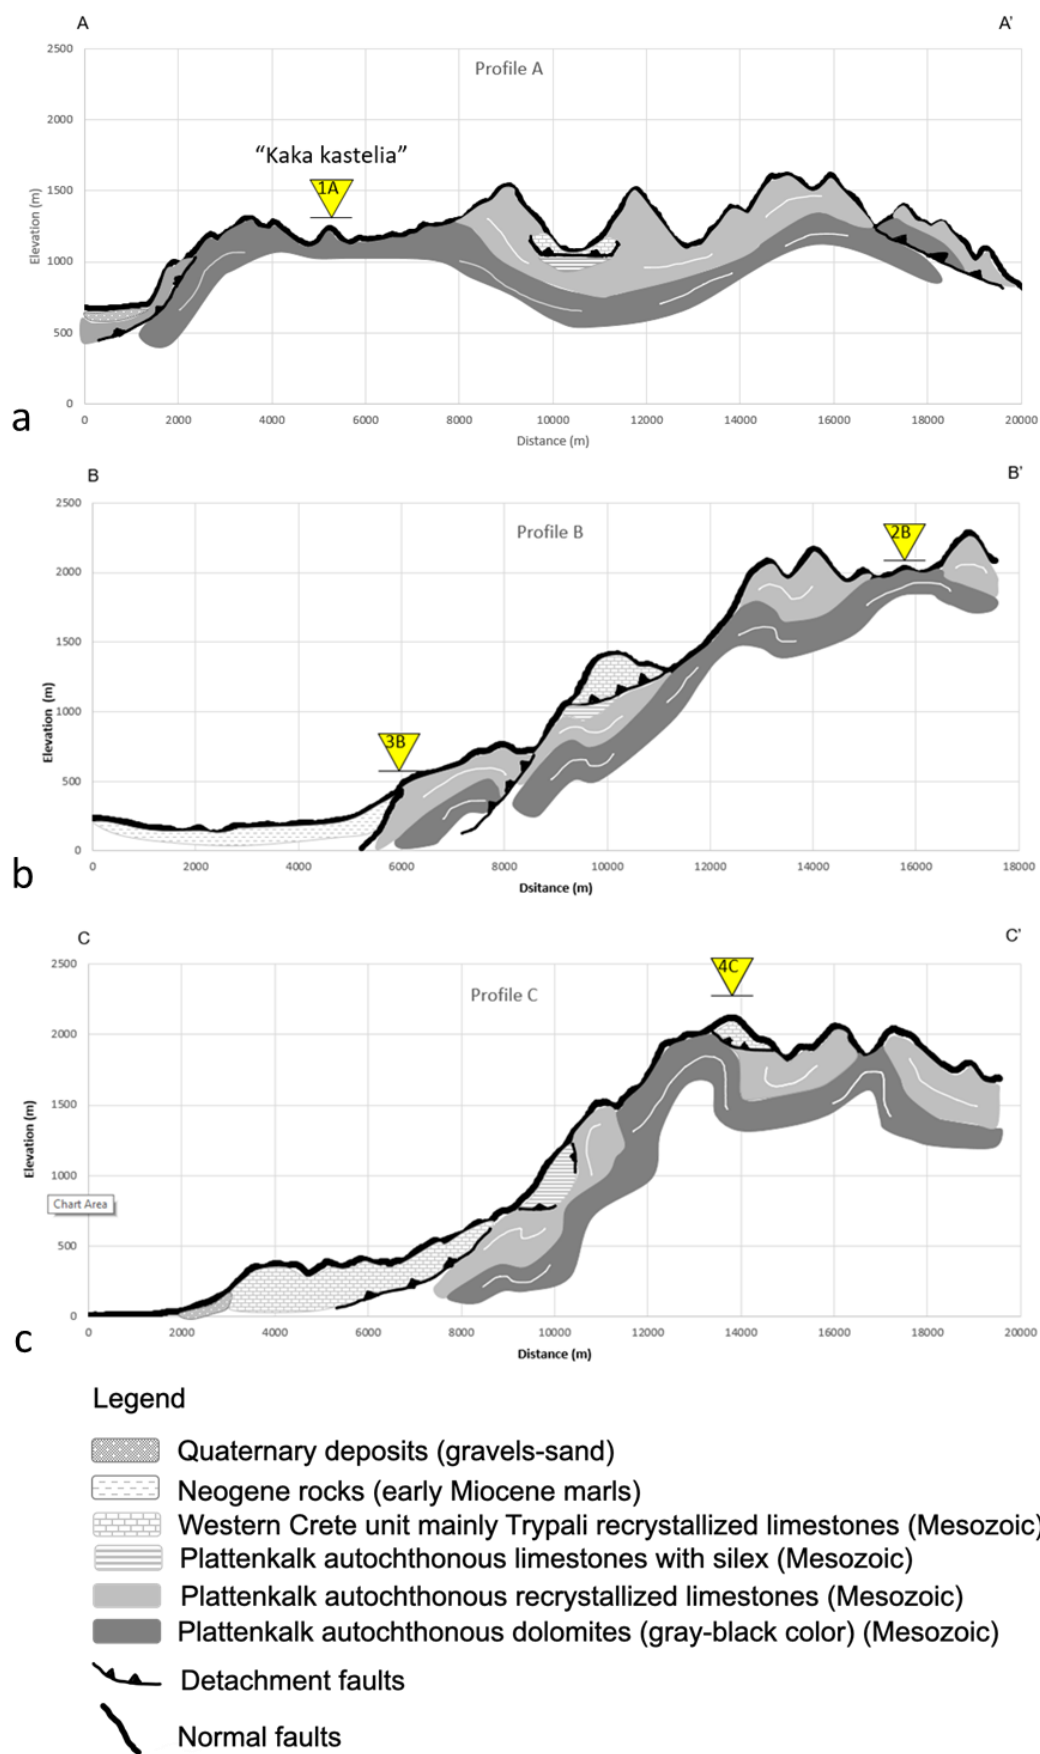 A A’
2500
Profile A
2000
“Kaka kastelia”
1A
1500
Elevation (m)
1000
500
0
a
0 2000 4000 6000 8000 10000 12000 14000 16000 18000 20000
Distance (m)
B B’
2500
Profile B
2B
2000
1500
Elevation (m)
1000
3B
500
0
b
0 2000 4000 6000 8000 10000 12000 14000 16000 18000
Dsitance (m)
C C’
2500
4C
Profile C
2000
1500
Elevation (m)
1000
Chart Area
500
0
c
0 2000 4000 6000 8000 10000 12000 14000 16000 18000 20000
Distance (m)
Legend
Quaternary deposits (gravels-sand)
Neogene rocks (early Miocene marls)
Western Crete unit mainly Trypali recrystallized limestones (Mesozoic)
Plattenkalk autochthonous limestones with silex (Mesozoic)
Plattenkalk autochthonous recrystallized limestones (Mesozoic)
Plattenkalk autochthonous dolomites (gray-black color) (Mesozoic)
Detachment faults
Normal faults